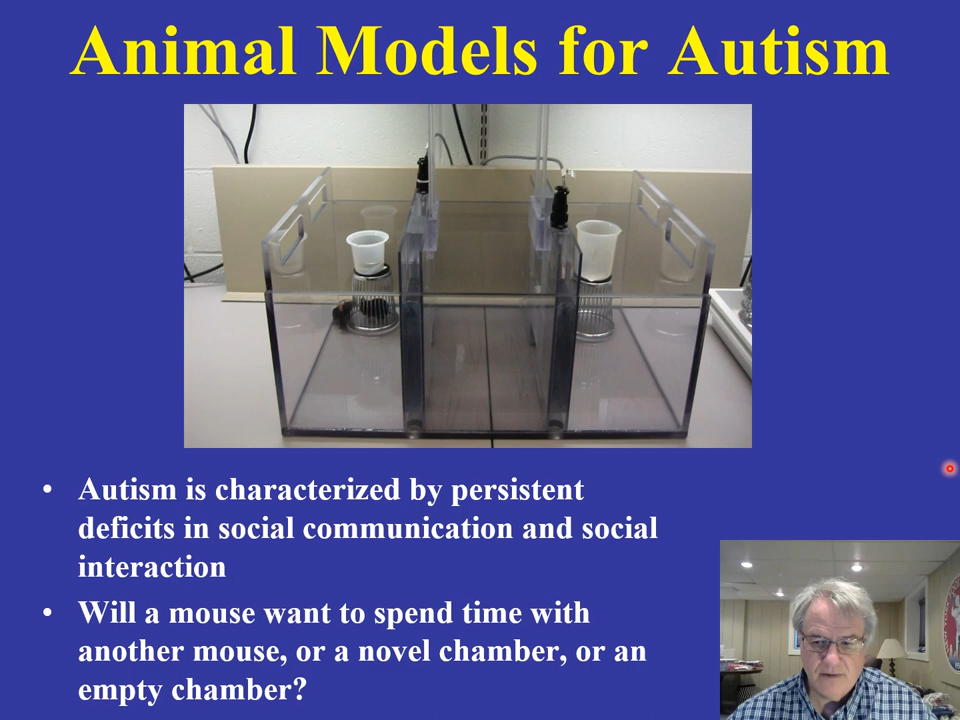 Animal Models for Autism
• Autism is characterized by persistent
deficits in social communication and social
interaction
• Will a mouse want to spend time with
another mouse, or a novel chamber, or an
empty chamber?